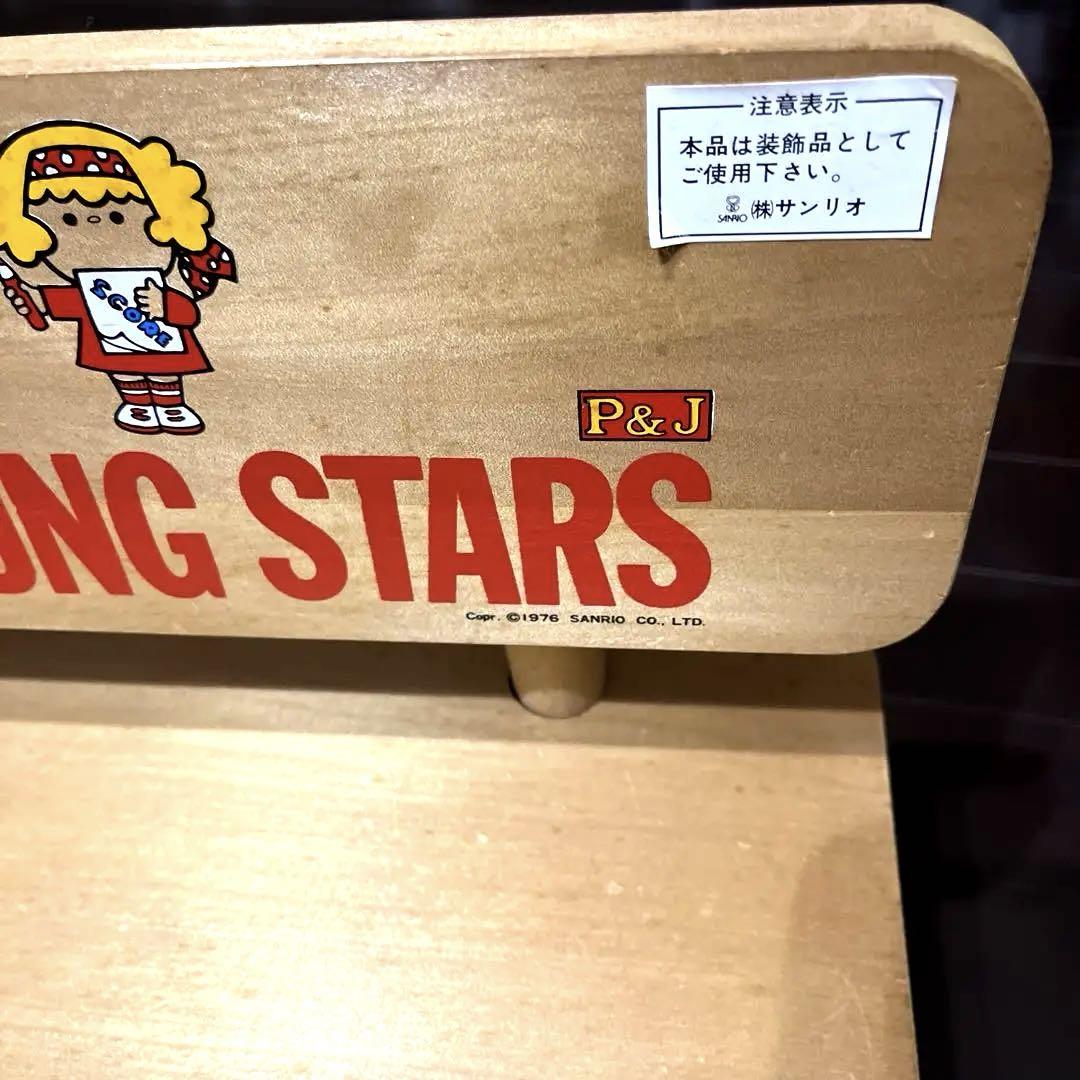 注意表示
本品は装飾品として
ご使用下さい。
SANRIO ㈱サンリオ
SCORE
P&J
UNG STARS
Copr. ©1976 SANRIO CO., LTD.